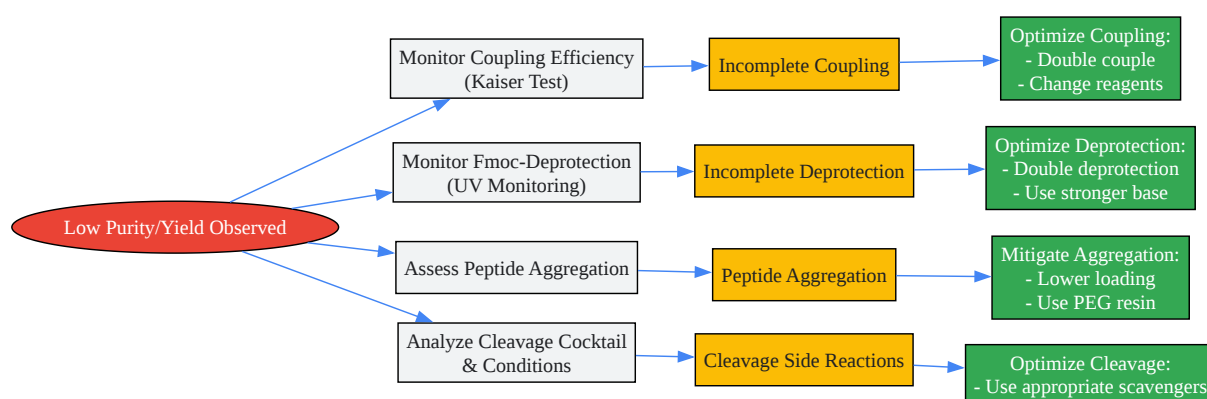 Low Purity/Yield Observed
Monitor Coupling Efficiency
(Kaiser Test)
Incomplete Coupling
Optimize Coupling:
- Double couple
- Change reagents
Monitor Fmoc-Deprotection
(UV Monitoring)
Incomplete Deprotection
Optimize Deprotection:
- Double deprotection
- Use stronger base
Assess Peptide Aggregation
Peptide Aggregation
Mitigate Aggregation:
- Lower loading
- Use PEG resin
Analyze Cleavage Cocktail
& Conditions
Cleavage Side Reactions
Optimize Cleavage:
- Use appropriate scavengers